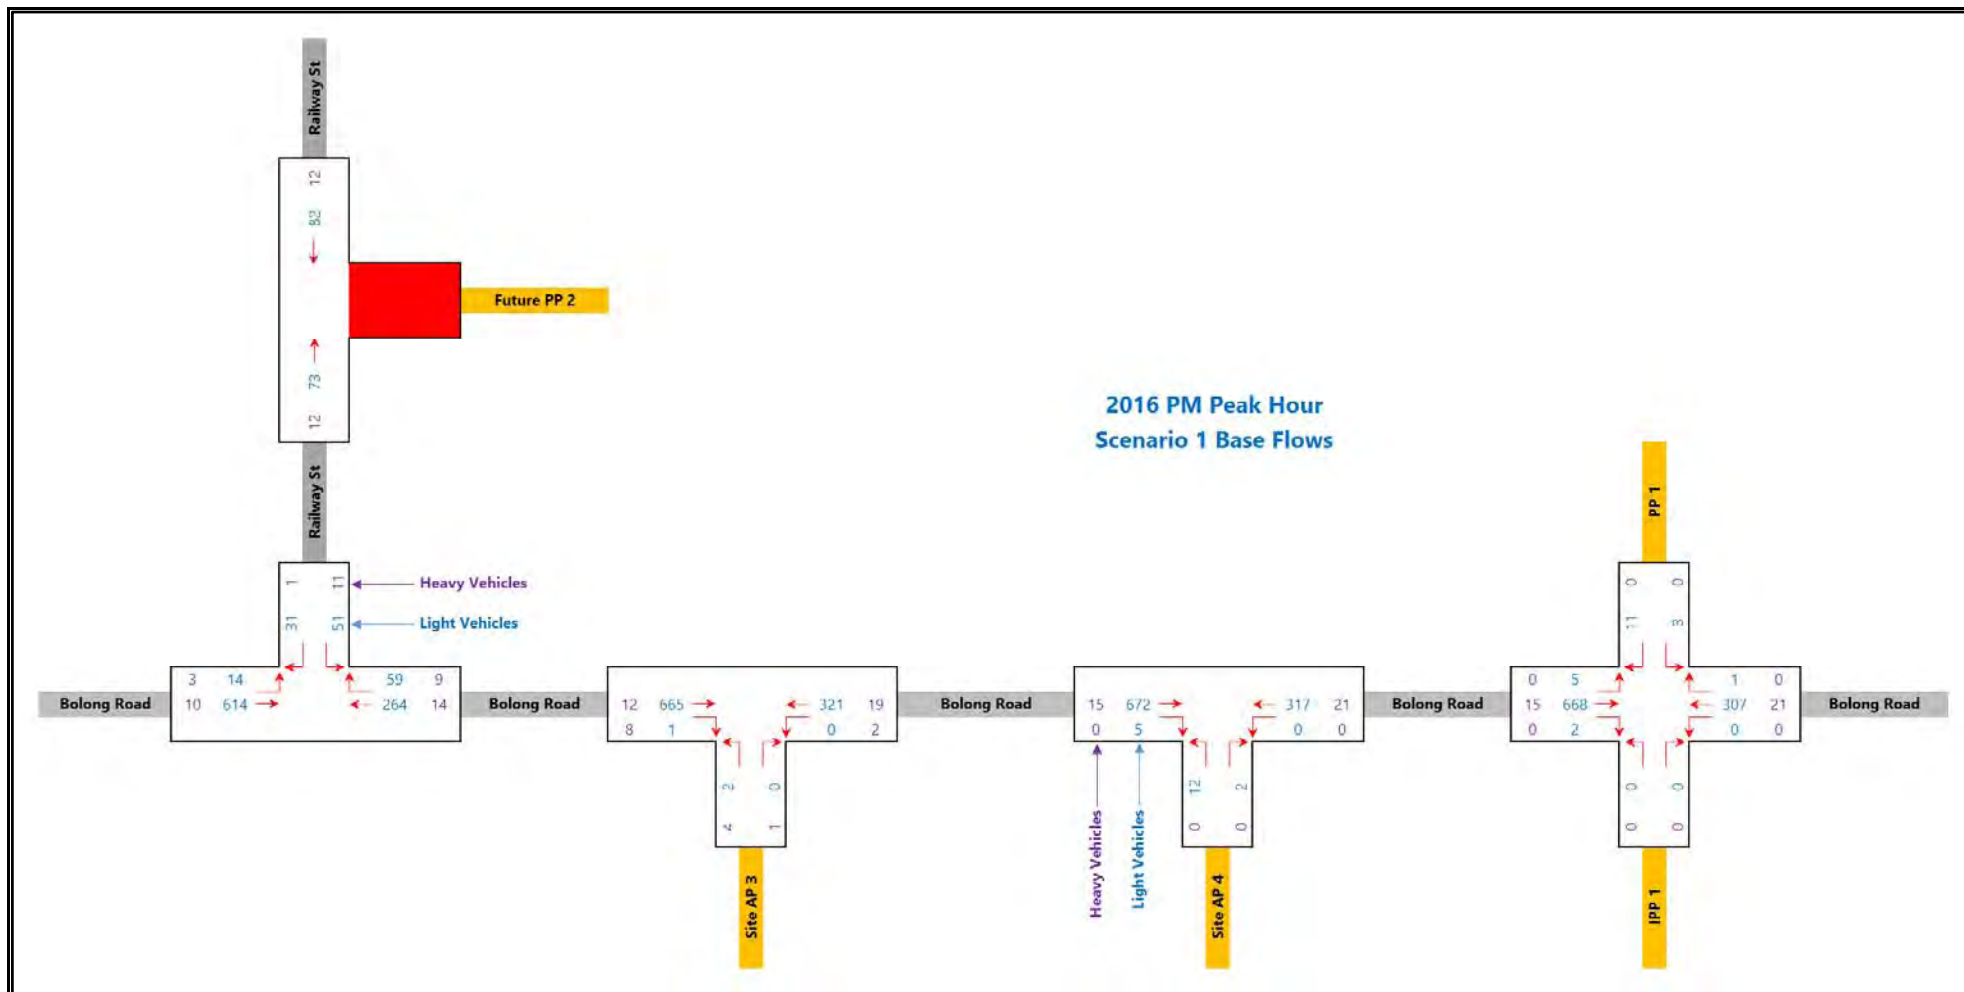 Railway St
12
82
Future PP 2
73
12
2016 PM Peak Hour
Scenario 1 Base Flows
Railway St
PP 1
1 11
Heavy Vehicles
31 51
Light Vehicles
0 0
11 3
3 14 59 9
0 5 1 0
Bolong Road
10 614 264 14
Bolong Road
12 665 321 19
Bolong Road
15 672 317 21
Bolong Road
15 668 307 21
Bolong Road
8 1 0 2
0 5 0 0
0 2 0 0
2 0
12 2
0 0
4 1
0 0
0 0
Heavy Vehicles
Light Vehicles
Site AP 3
Site AP 4
IPP 1